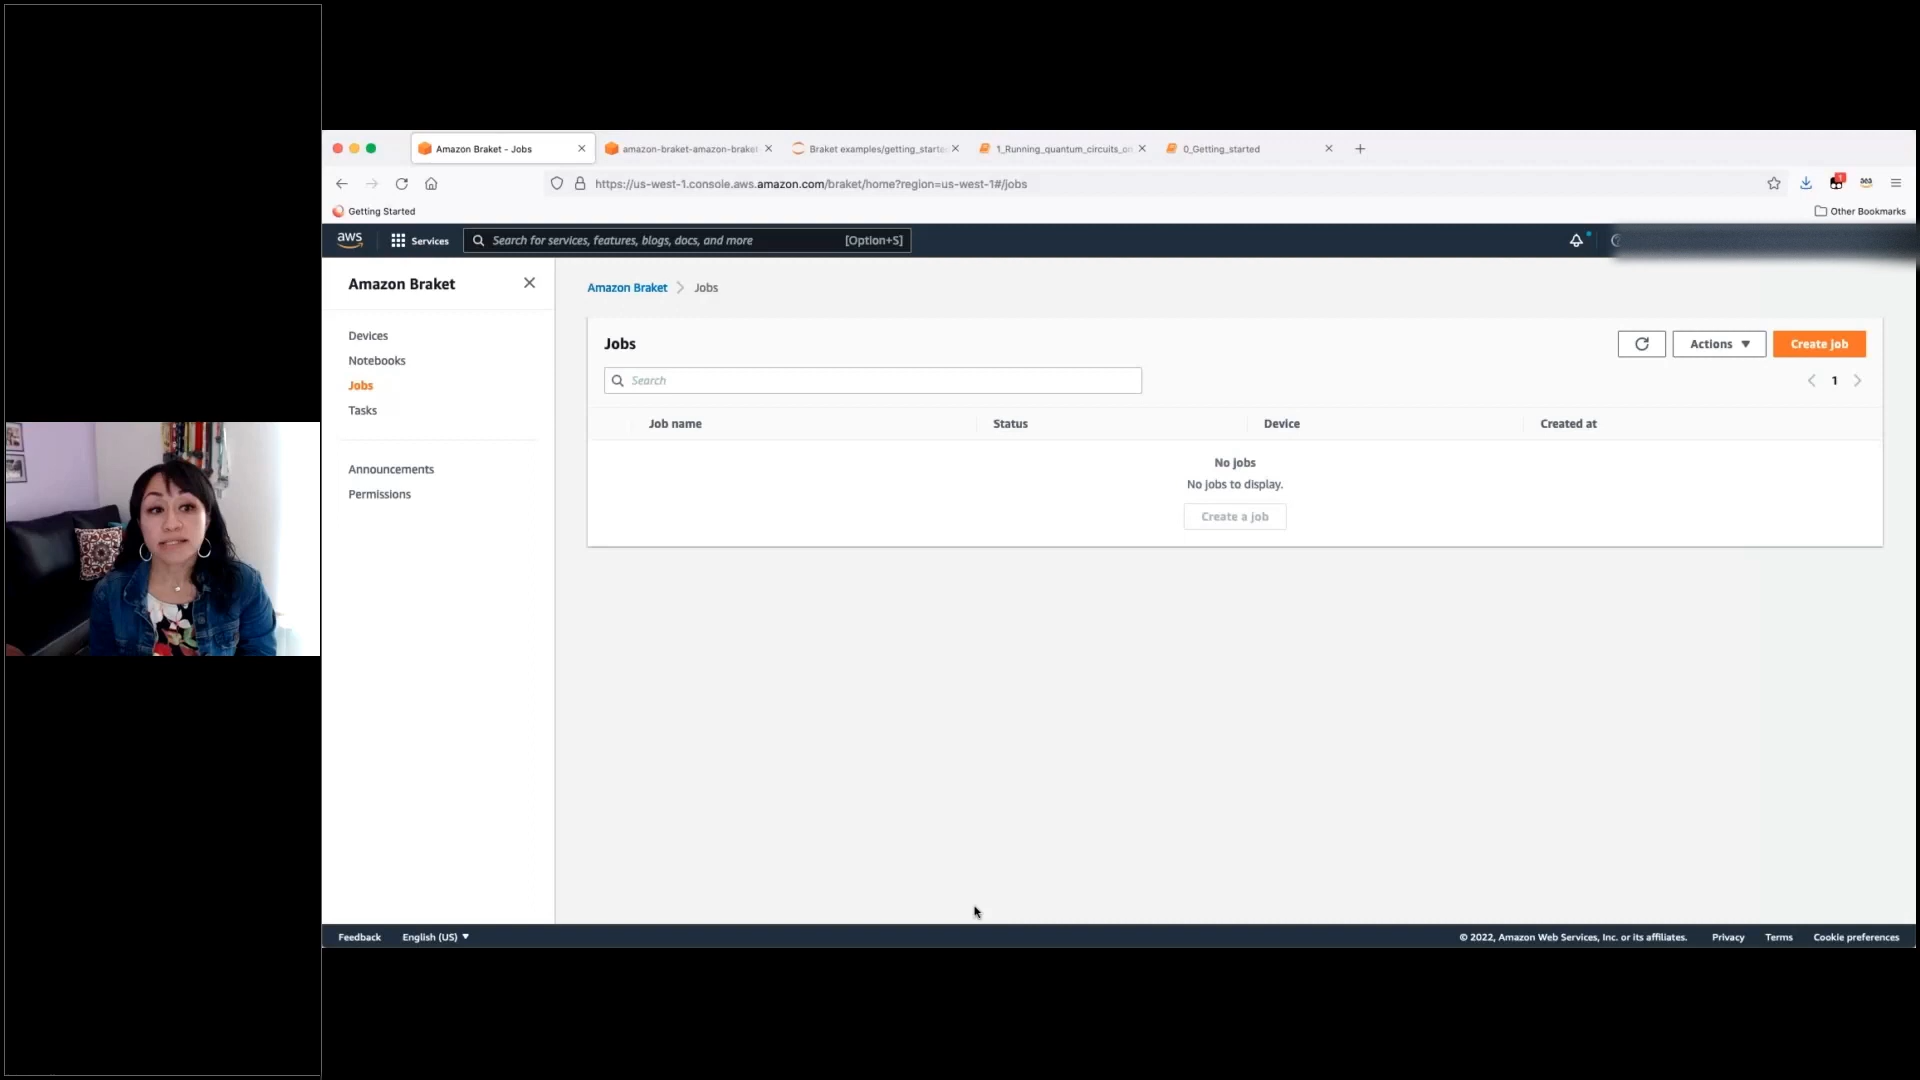 Amazon Braket - Jobs
amazon-braket-amazon-braket-
Braket examples/getting_starte
1_Running_quantum_circuits_on
0_Getting_started
https://us-west-1.console.aws.amazon.com/braket/home?region=us-west-1#/jobs
1
Getting Started
Other Bookmarks
aws
Services
Search for services, features, blogs, docs, and more
[Option+S]
Amazon Braket
Devices
Notebooks
Jobs
Tasks
Announcements
Permissions
Amazon Braket
Jobs
Jobs
Actions
Create job
Search
1
Job name
Status
Device
Created at
No jobs
No jobs to display.
Create a job
Feedback
English (US)
© 2022, Amazon Web Services, Inc. or its affiliates.
Privacy
Terms
Cookie preferences